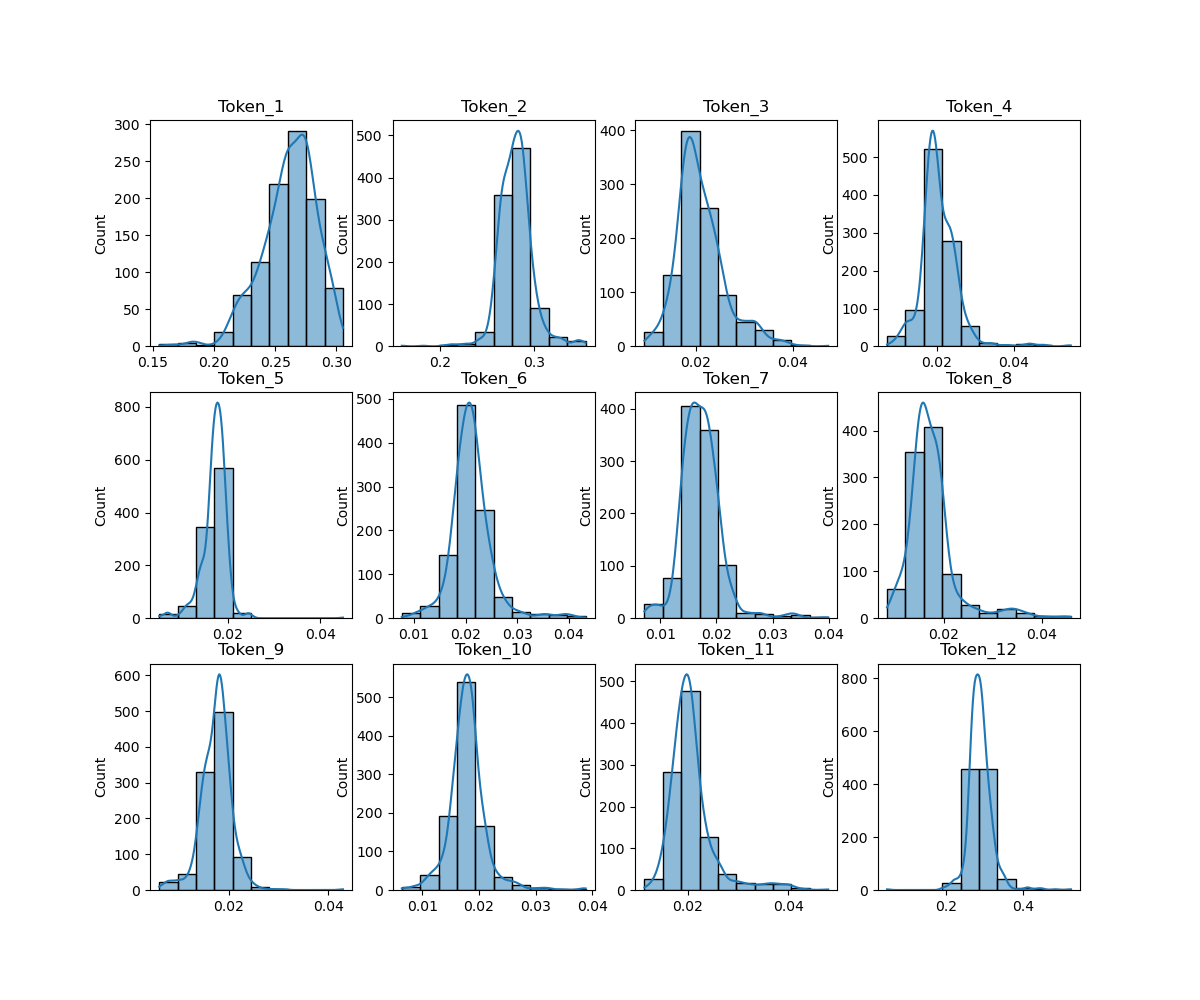 Token_1 Token_2 Token_3 Token_4
300 500 400 500
250 400 300 400
200 300 200 300
150 200 100 200
100 100 0 100
50 0 0
0
Count Count Count Count
0.15 0.20 0.25 0.30 0.2 0.3 0.02 0.04 0.02 0.04
Token_5 Token_6 Token_7 Token_8
800 500 400 400
600 400 300 300
400 300 200 200
200 200 100 100
0 100 0 0
0
Count Count Count Count
0.02 0.04 0.01 0.02 0.03 0.04 0.01 0.02 0.03 0.04 0.02 0.04
Token_9 Token_10 Token_11 Token_12
600 500 500 800
500 400 400 600
400 300 300 400
300 200 200 200
200 100 100 0
100 0 0
0
Count Count Count Count
0.02 0.04 0.01 0.02 0.03 0.04 0.02 0.04 0.2 0.4